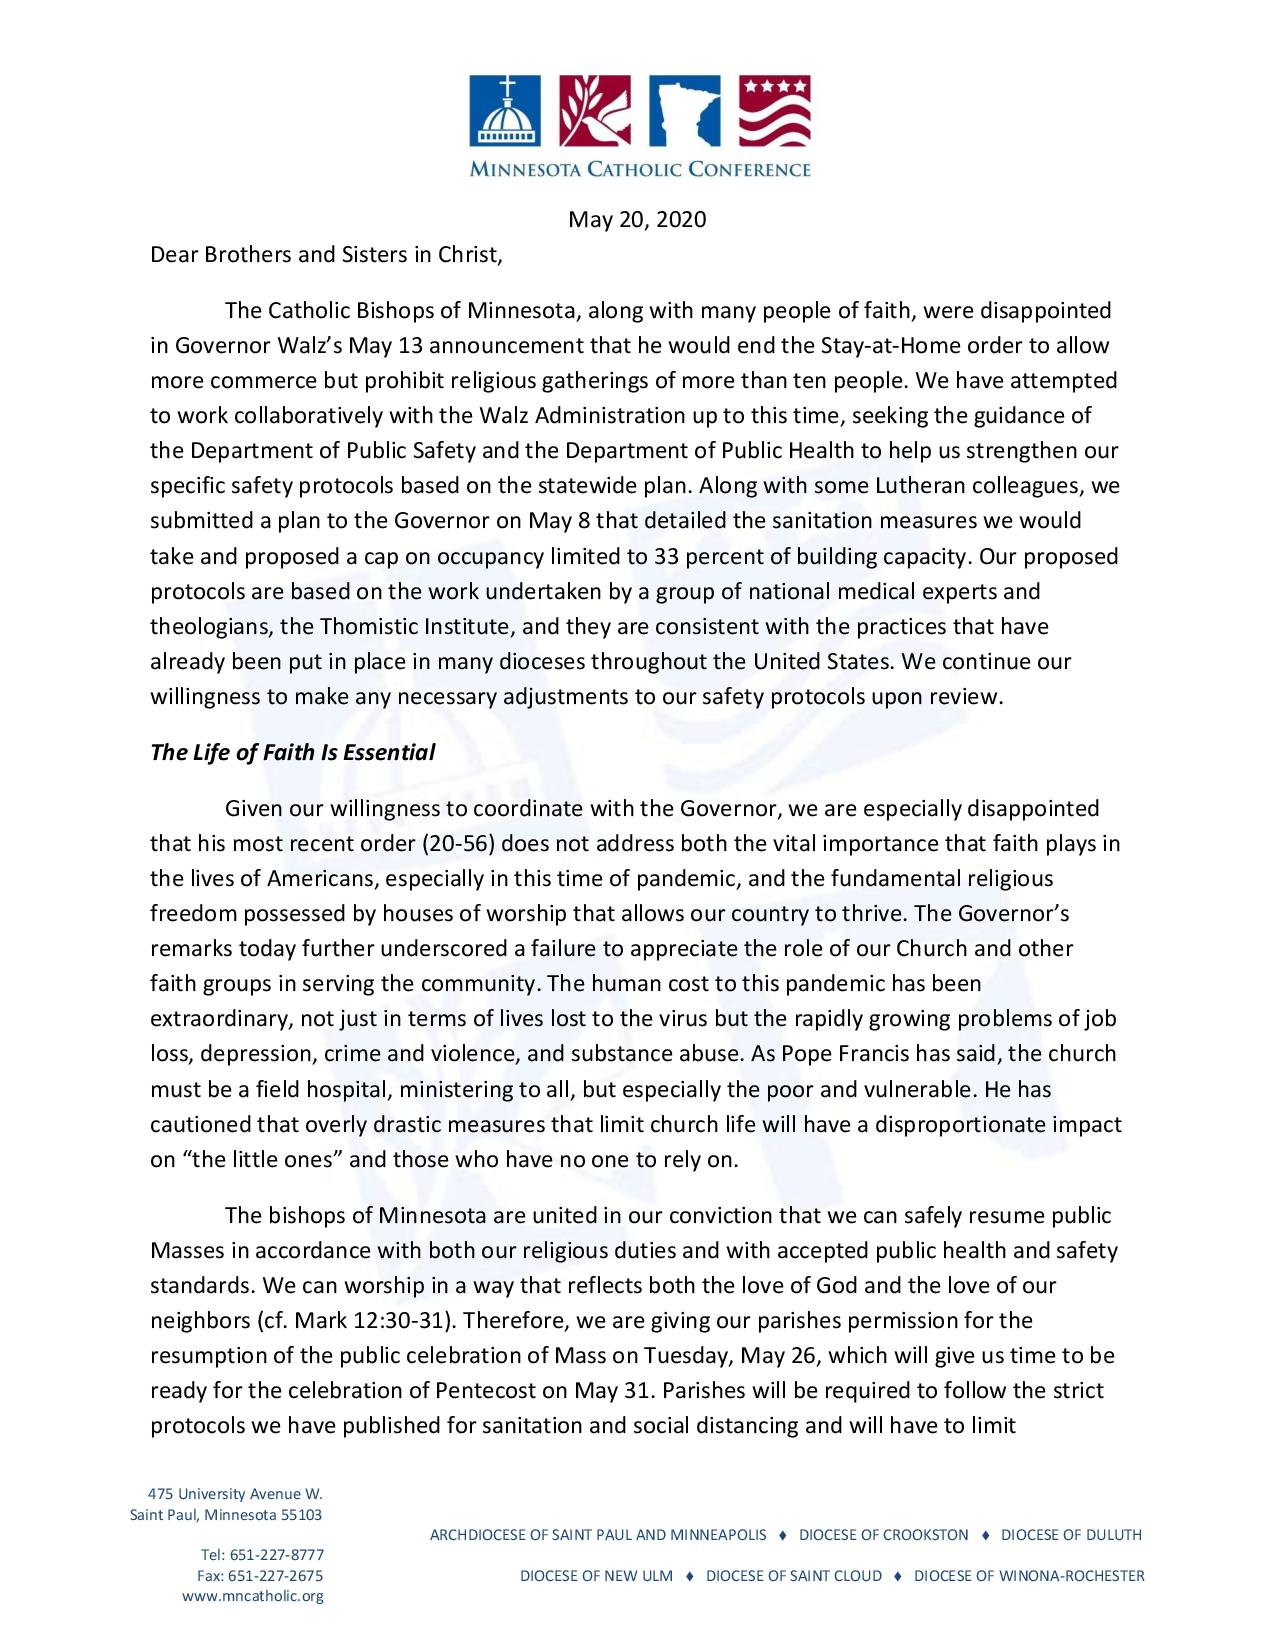 MINNESOTA CATHOLIC CONFERENCE
May 20, 2020
Dear Brothers and Sisters in Christ,
The Catholic Bishops of Minnesota, along with many people of faith, were disappointed
in Governor Walz’s May 13 announcement that he would end the Stay-at-Home order to allow
more commerce but prohibit religious gatherings of more than ten people. We have attempted
to work collaboratively with the Walz Administration up to this time, seeking the guidance of
the Department of Public Safety and the Department of Public Health to help us strengthen our
specific safety protocols based on the statewide plan. Along with some Lutheran colleagues, we
submitted a plan to the Governor on May 8 that detailed the sanitation measures we would
take and proposed a cap on occupancy limited to 33 percent of building capacity. Our proposed
protocols are based on the work undertaken by a group of national medical experts and
theologians, the Thomistic Institute, and they are consistent with the practices that have
already been put in place in many dioceses throughout the United States. We continue our
willingness to make any necessary adjustments to our safety protocols upon review.
The Life of Faith Is Essential
Given our willingness to coordinate with the Governor, we are especially disappointed
that his most recent order (20-56) does not address both the vital importance that faith plays in
the lives of Americans, especially in this time of pandemic, and the fundamental religious
freedom possessed by houses of worship that allows our country to thrive. The Governor’s
remarks today further underscored a failure to appreciate the role of our Church and other
faith groups in serving the community. The human cost to this pandemic has been
extraordinary, not just in terms of lives lost to the virus but the rapidly growing problems of job
loss, depression, crime and violence, and substance abuse. As Pope Francis has said, the church
must be a field hospital, ministering to all, but especially the poor and vulnerable. He has
cautioned that overly drastic measures that limit church life will have a disproportionate impact
on “the little ones” and those who have no one to rely on.
The bishops of Minnesota are united in our conviction that we can safely resume public
Masses in accordance with both our religious duties and with accepted public health and safety
standards. We can worship in a way that reflects both the love of God and the love of our
neighbors (cf. Mark 12:30-31). Therefore, we are giving our parishes permission for the
resumption of the public celebration of Mass on Tuesday, May 26, which will give us time to be
ready for the celebration of Pentecost on May 31. Parishes will be required to follow the strict
protocols we have published for sanitation and social distancing and will have to limit
475 University Avenue W.
Saint Paul, Minnesota 55103
Tel: 651-227-8777
Fax: 651-227-2675
www.mncatholic.org
ARCHDIOCESE OF SAINT PAUL AND MINNEAPOLIS ♦ DIOCESE OF CROOKSTON ♦ DIOCESE OF DULUTH
DIOCESE OF NEW ULM ♦ DIOCESE OF SAINT CLOUD ♦ DIOCESE OF WINONA-ROCHESTER